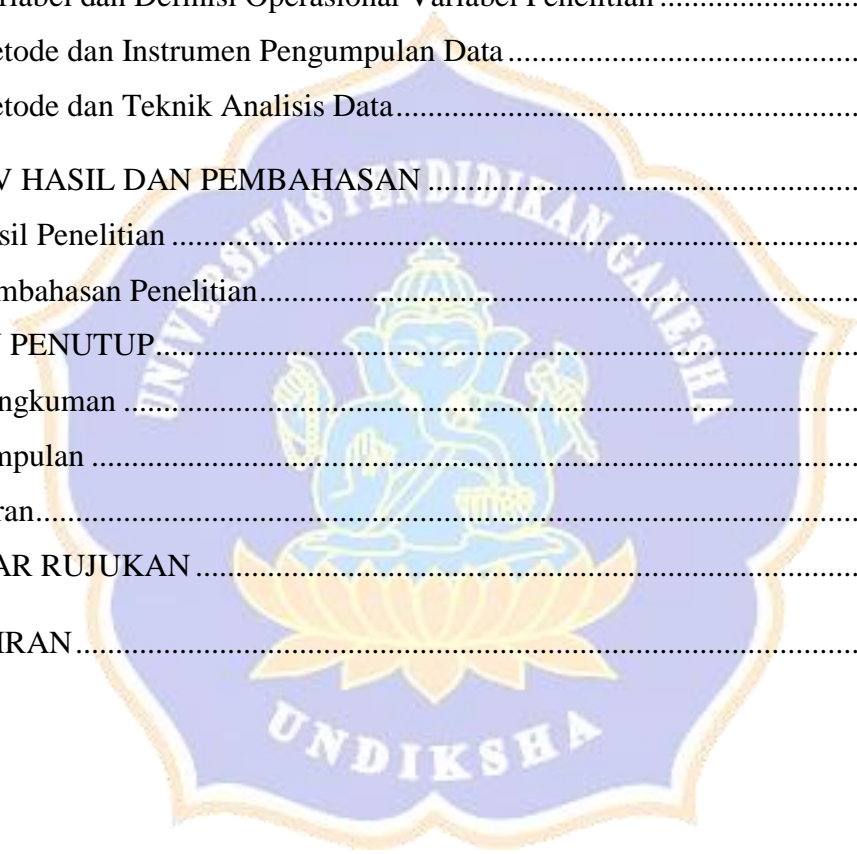 riabel dan Definisi Operasional Variabel Penelitian ...............................
etode dan Instrumen Pengumpulan Data ...............................................
etode dan Teknik Analisis Data ..............................................................
V HASIL DAN PEMBAHASAN .........................................................
sil Penelitian ............................................................................................
mbahasan Penelitian ................................................................................
PENUTUP ...............................................................................................
ngkuman ..................................................................................................
mpulan ......................................................................................................
ran .............................................................................................................
AR RUJUKAN ........................................................................................
IRAN .......................................................................................................
UNIVERSITAS PENDIDIKAN GANESHA
UNDIKSHA